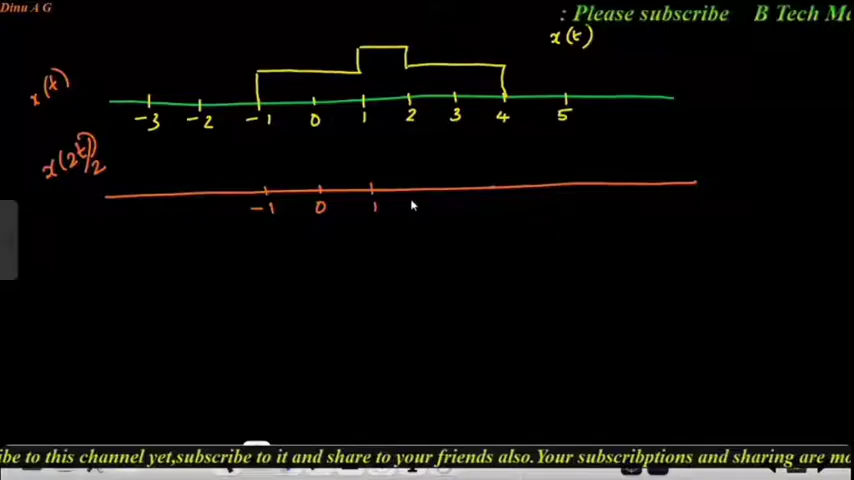 Dinu A G
: Please subscribe B Tech Ma
x(t)
x(t)
-3 -2 -1 0 1 2 3 4 5
x(2t)/2
-1 0 1
ibe to this channel yet,subscribe to it and share to your friends also.Your subscribptions and sharing are mo